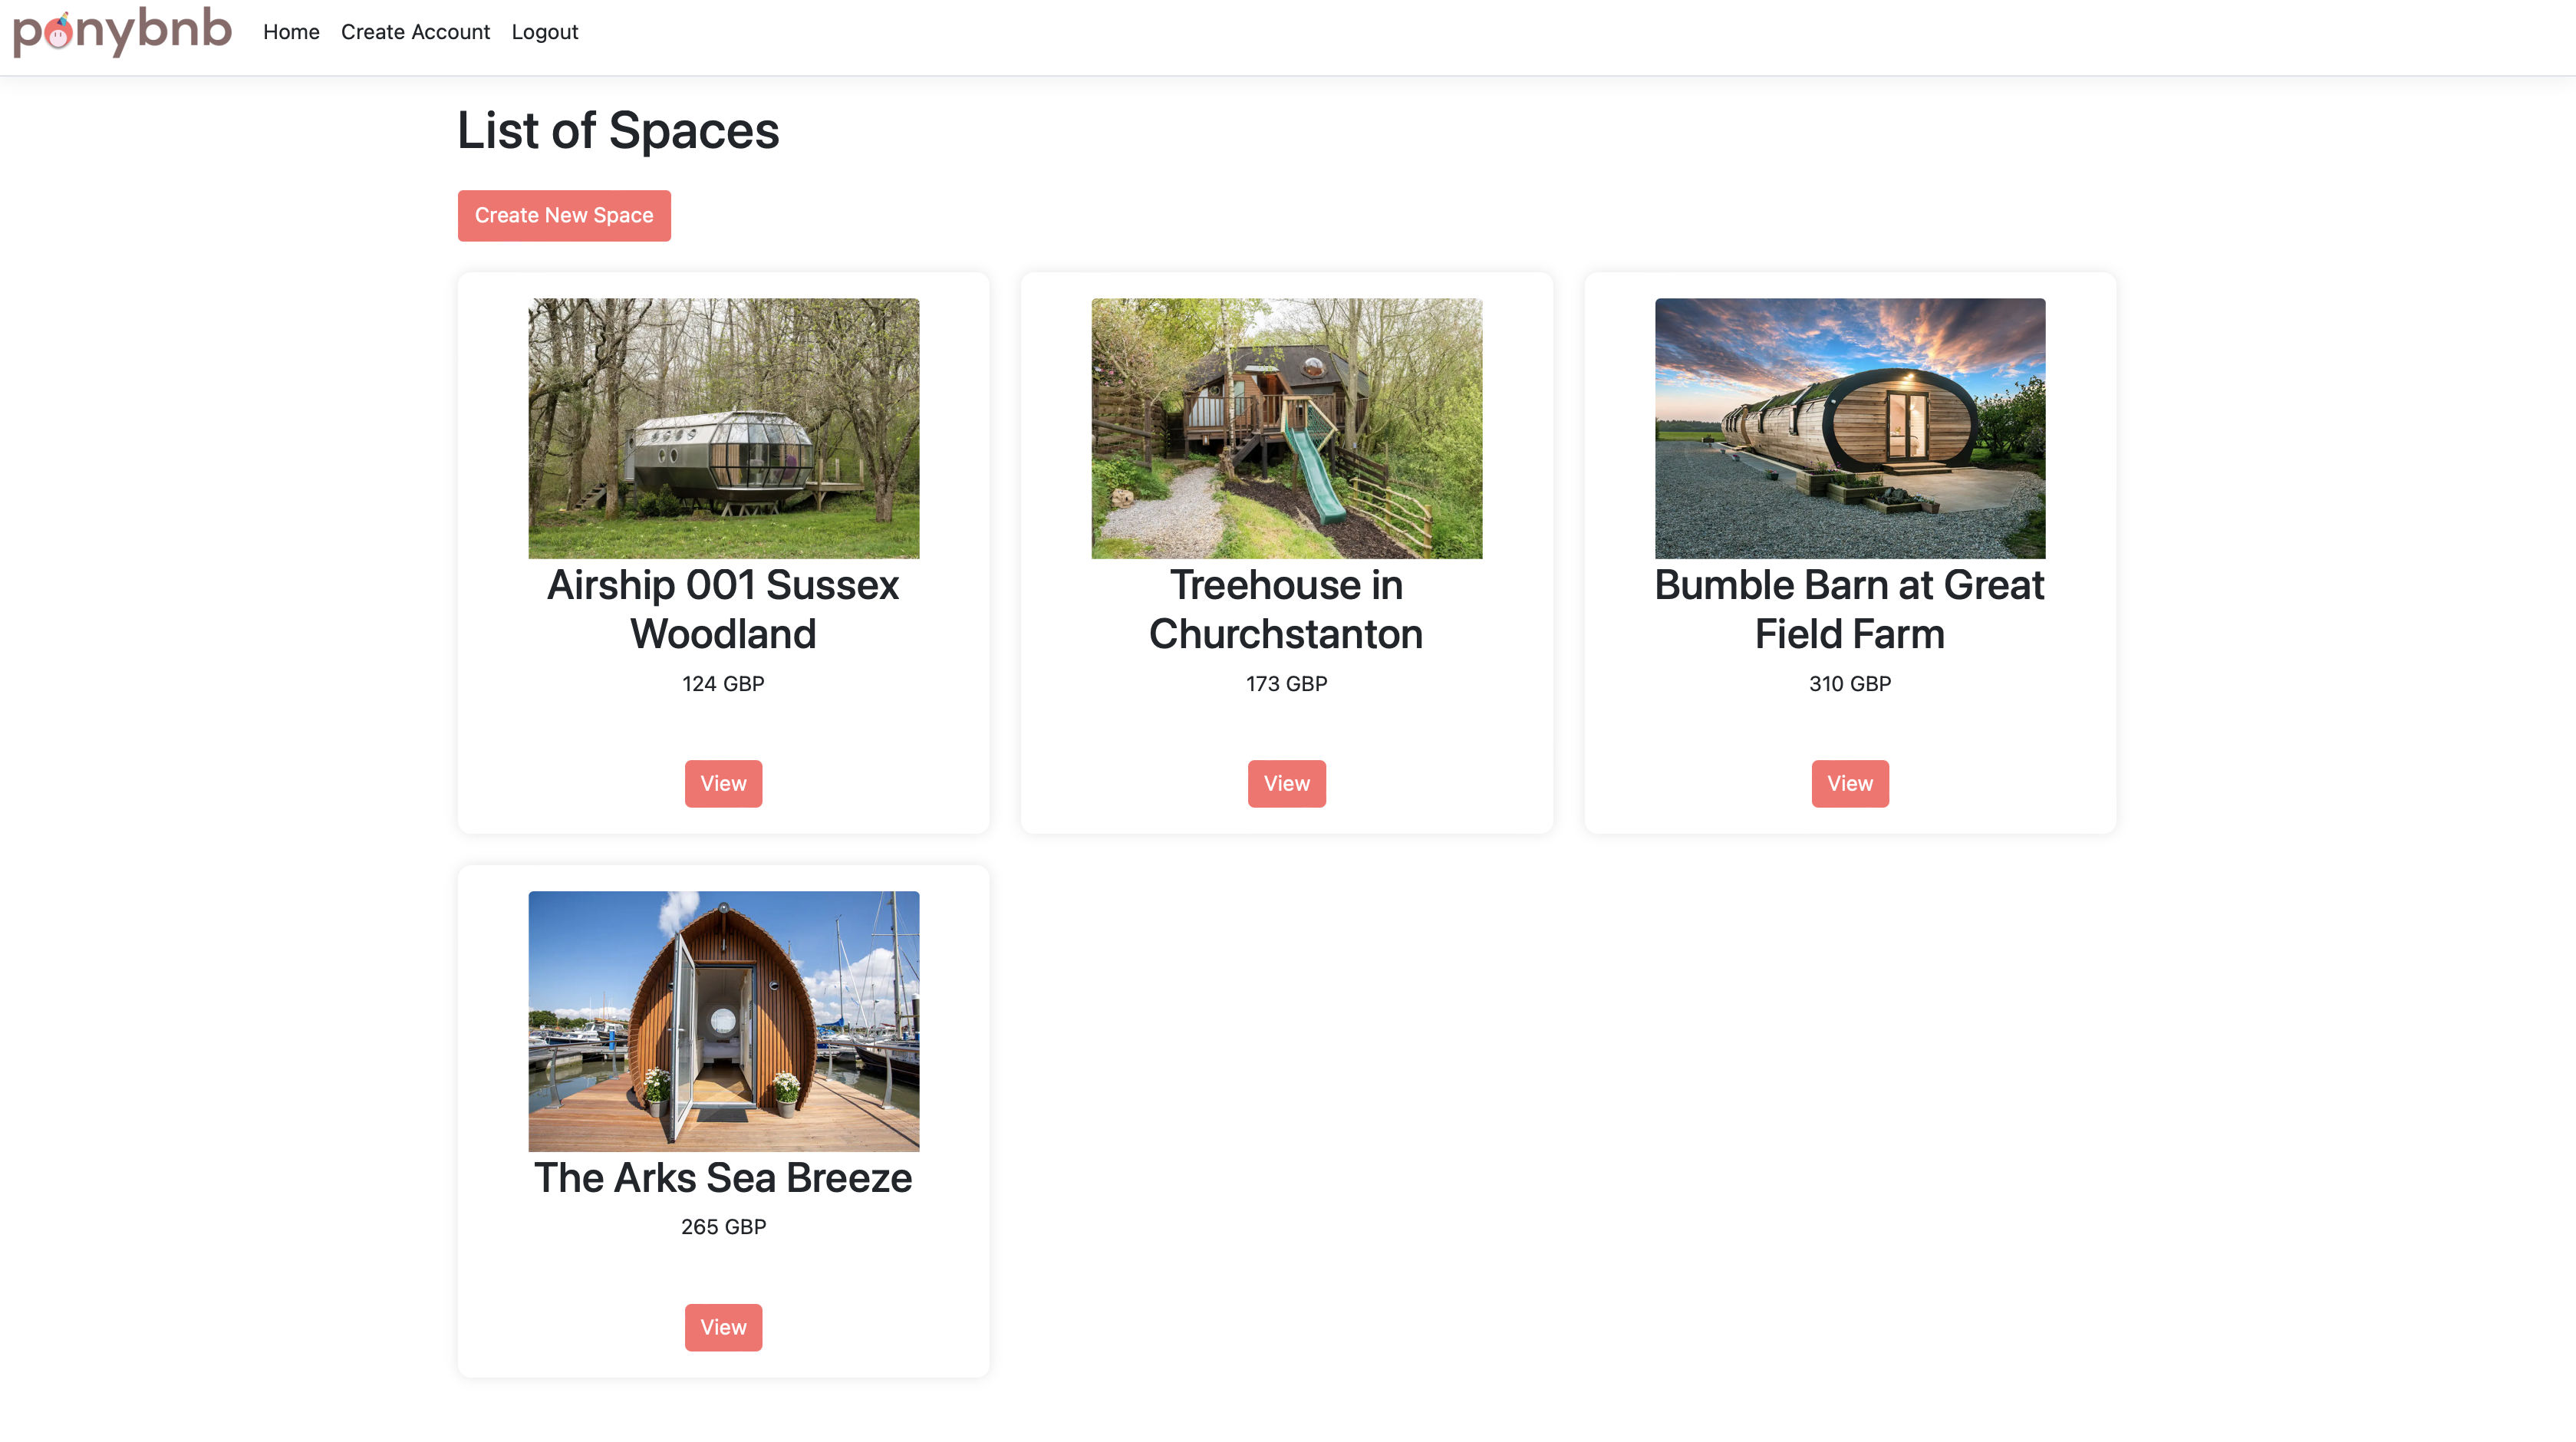 ponybnb Home Create Account Logout
List of Spaces
Create New Space
Airship 001 Sussex
Woodland
124 GBP
View
Treehouse in
Churchstanton
173 GBP
View
Bumble Barn at Great
Field Farm
310 GBP
View
The Arks Sea Breeze
265 GBP
View